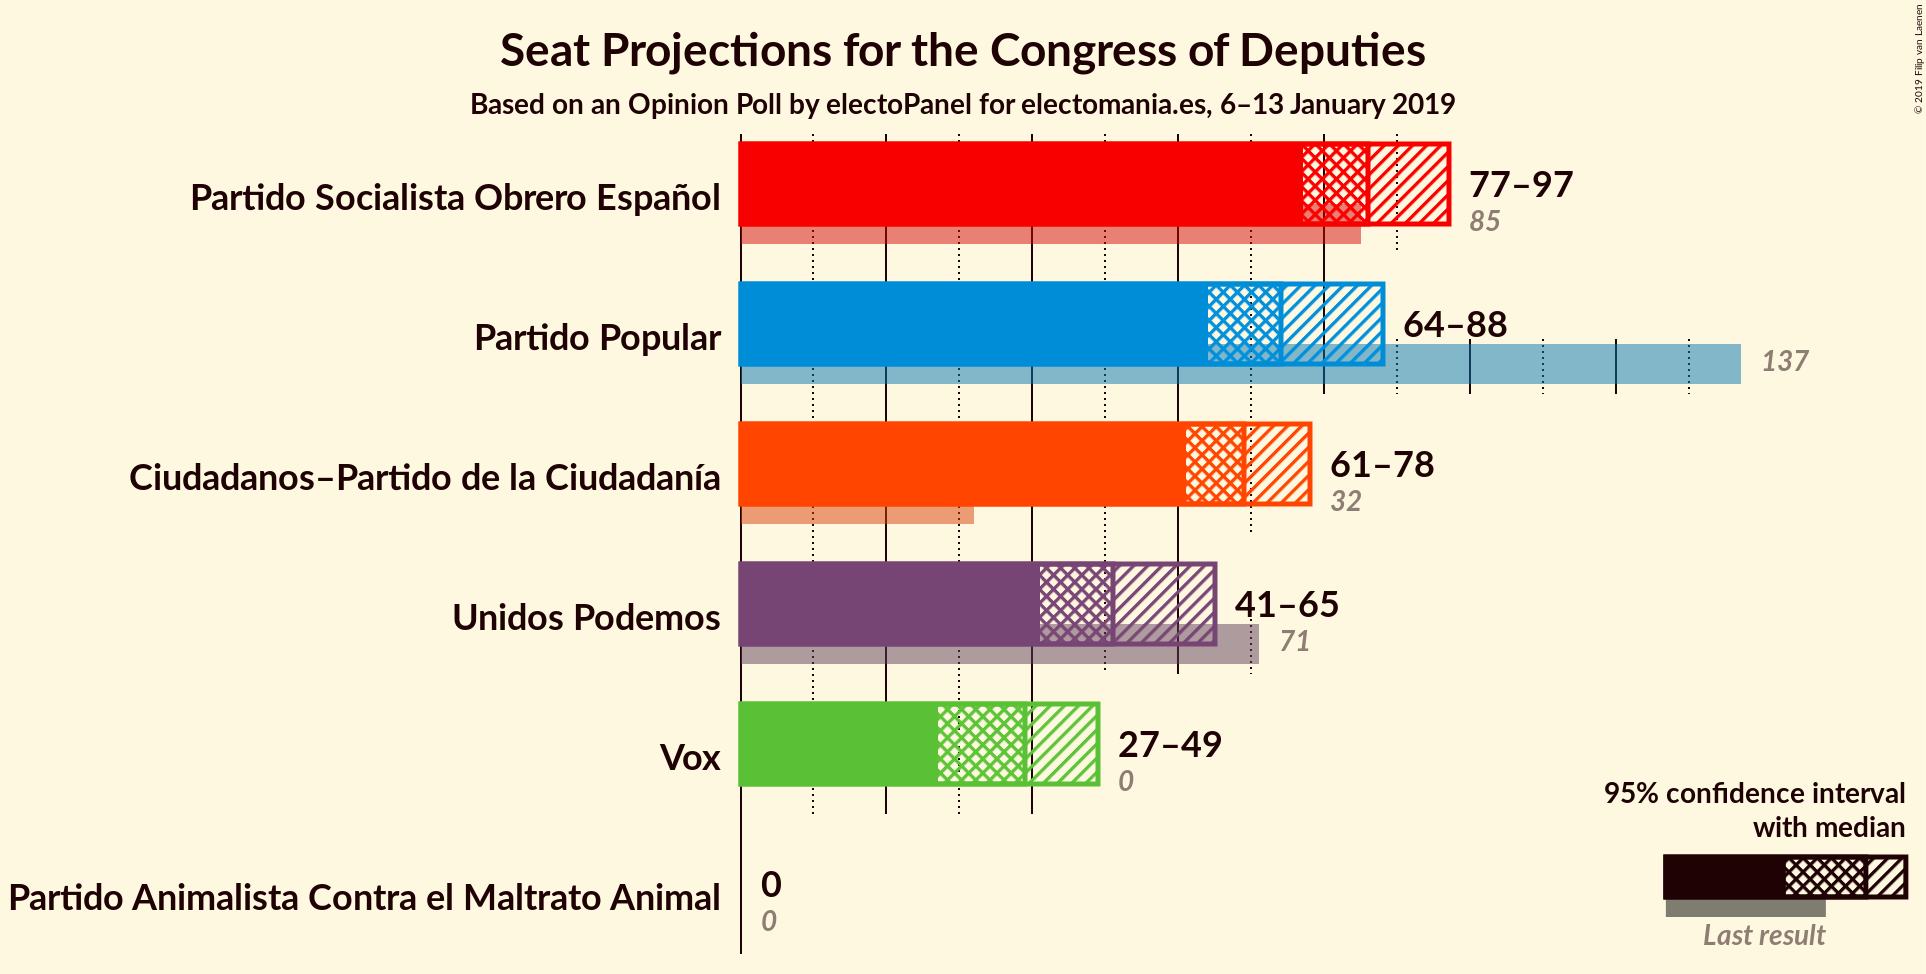 Seat Projections for the Congress of Deputies
Based on an Opinion Poll by electoPanel for electomania.es, 6–13 January 2019
© 2019 Filip van Laenen
Partido Socialista Obrero Español
77–97
85
Partido Popular
64–88
137
Ciudadanos–Partido de la Ciudadanía
61–78
32
Unidos Podemos
41–65
71
Vox
27–49
0
Partido Animalista Contra el Maltrato Animal
0
0
95% confidence interval
with median
Last result